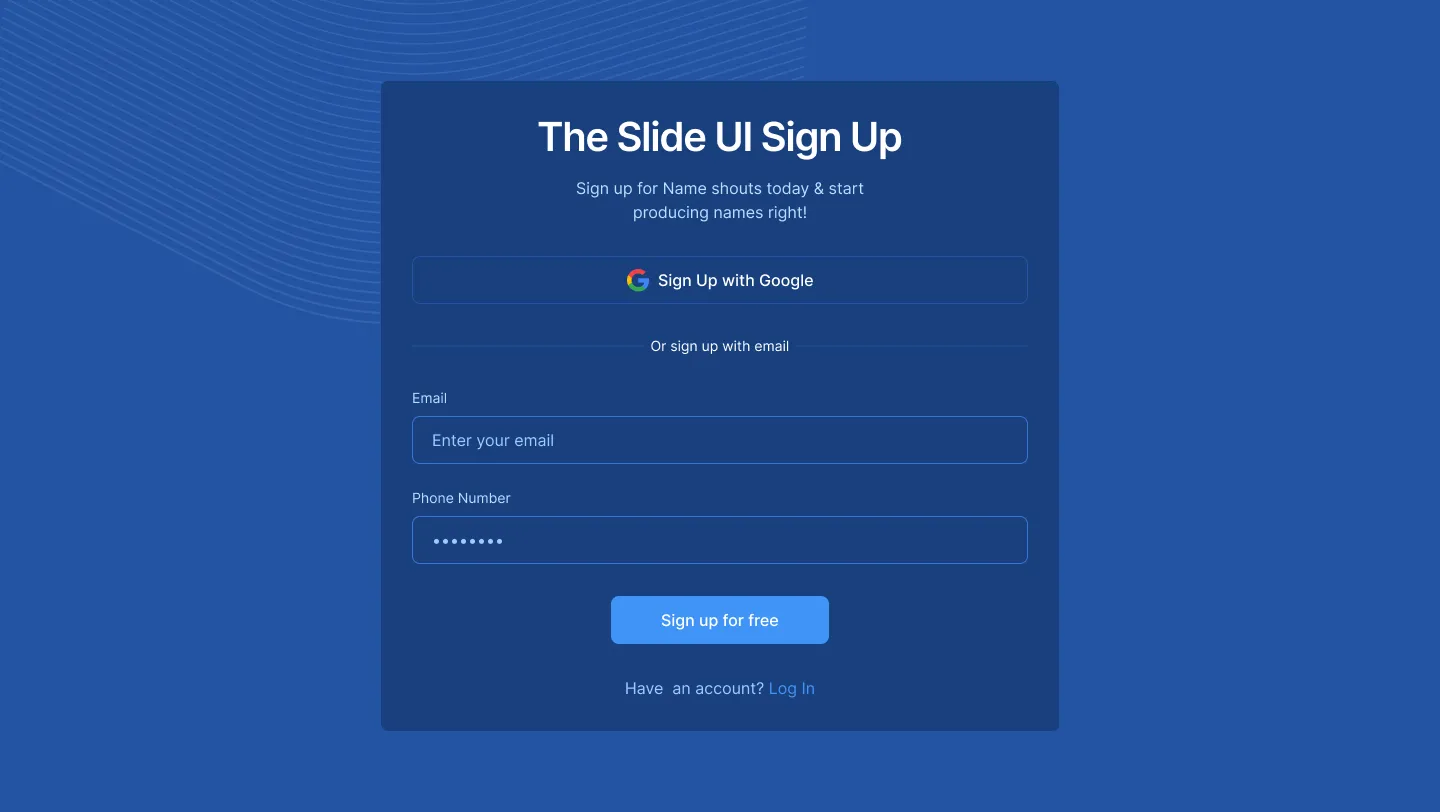 The Slide UI Sign Up
Sign up for Name shouts today & start
producing names right!
Sign Up with Google
Or sign up with email
Email
Enter your email
Phone Number
••••••••
Sign up for free
Have  an account? Log In